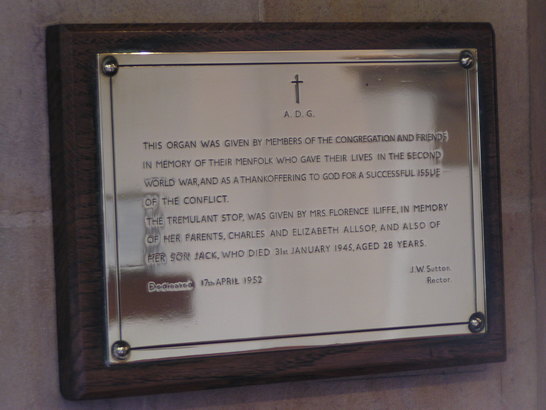 A. D. G.
THIS ORGAN WAS GIVEN BY MEMBERS OF THE CONGREGATION AND FRIENDS
IN MEMORY OF THEIR MENFOLK WHO GAVE THEIR LIVES IN THE SECOND
WORLD WAR, AND AS A THANKOFFERING TO GOD FOR A SUCCESSFUL ISSUE
OF THE CONFLICT.
THE TREMULANT STOP, WAS GIVEN BY MRS. FLORENCE ILIFFE, IN MEMORY
OF HER PARENTS, CHARLES AND ELIZABETH ALLSOP, AND ALSO OF
HER SON JACK, WHO DIED 31st JANUARY 1945, AGED 28 YEARS.
Dedicated 17th APRIL 1952
J.W. Sutton.
Rector.